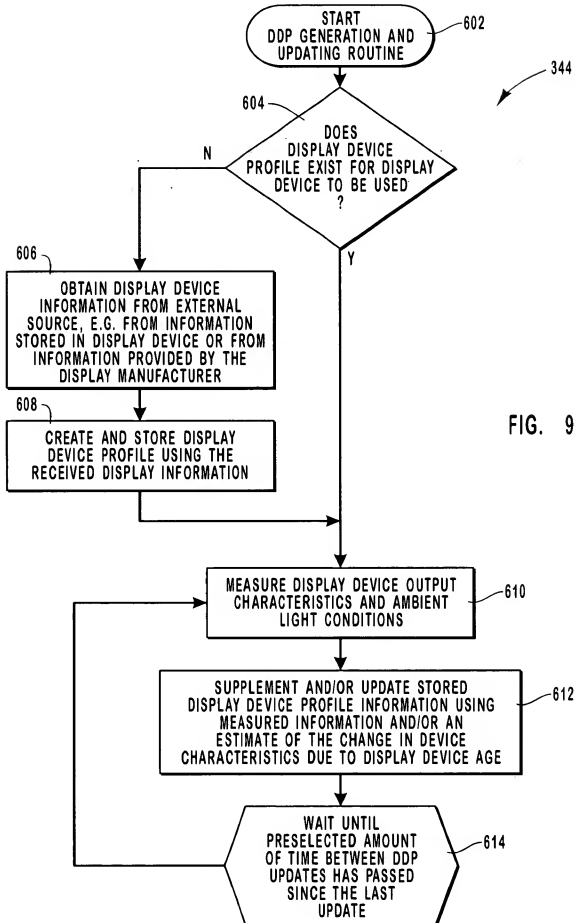 START
DDP GENERATION AND
UPDATING ROUTINE
602
344
604
DOES
DISPLAY DEVICE
PROFILE EXIST FOR DISPLAY
DEVICE TO BE USED
?
N
Y
606
OBTAIN DISPLAY DEVICE
INFORMATION FROM EXTERNAL
SOURCE, E.G. FROM INFORMATION
STORED IN DISPLAY DEVICE OR FROM
INFORMATION PROVIDED BY THE
DISPLAY MANUFACTURER
608
CREATE AND STORE DISPLAY
DEVICE PROFILE USING THE
RECEIVED DISPLAY INFORMATION
FIG. 9
MEASURE DISPLAY DEVICE OUTPUT
CHARACTERISTICS AND AMBIENT
LIGHT CONDITIONS
610
SUPPLEMENT AND/OR UPDATE STORED
DISPLAY DEVICE PROFILE INFORMATION USING
MEASURED INFORMATION AND/OR AN
ESTIMATE OF THE CHANGE IN DEVICE
CHARACTERISTICS DUE TO DISPLAY DEVICE AGE
612
WAIT UNTIL
PRESELECTED AMOUNT
OF TIME BETWEEN DDP
UPDATES HAS PASSED
SINCE THE LAST
UPDATE
614